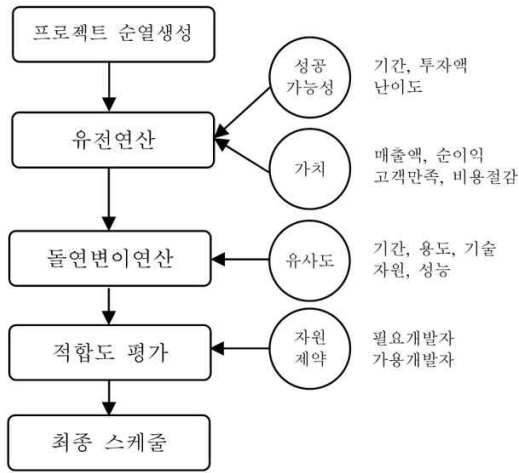 프로젝트 순열생성
성공
가능성
기간, 투자액
난이도
유전연산
가치
매출액, 순이익
고객만족, 비용절감
돌연변이연산
유사도
기간, 용도, 기술
자원, 성능
적합도 평가
자원
제약
필요개발자
가용개발자
최종 스케줄